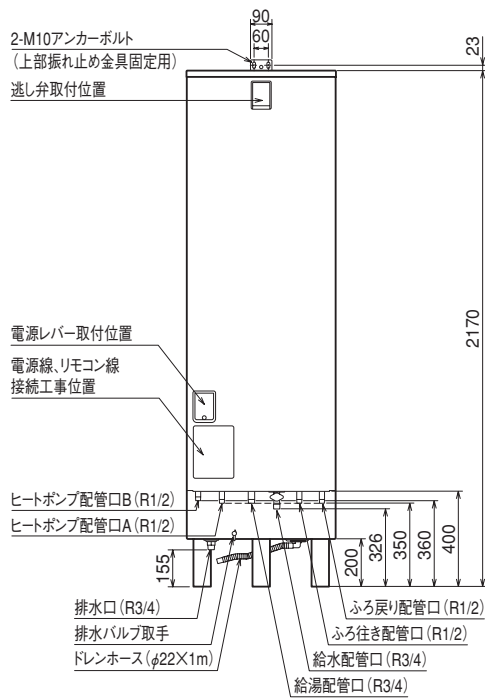 90
60
23
2-M10アンカーボルト
(上部振れ止め金具固定用)
逃し弁取付位置
2170
電源レバー取付位置
電源線、リモコン線
接続工事位置
ヒートポンプ配管口B(R1/2)
ヒートポンプ配管口A(R1/2)
155
200
326
350
360
400
排水口(R3/4)
排水バルブ取手
ドレンホース(φ22×1m)
ふろ戻り配管口(R1/2)
ふろ往き配管口(R1/2)
給水配管口(R3/4)
給湯配管口(R3/4)